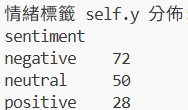 情緒標籤 self.y 分佈:
sentiment
negative    72
neutral     50
positive    28